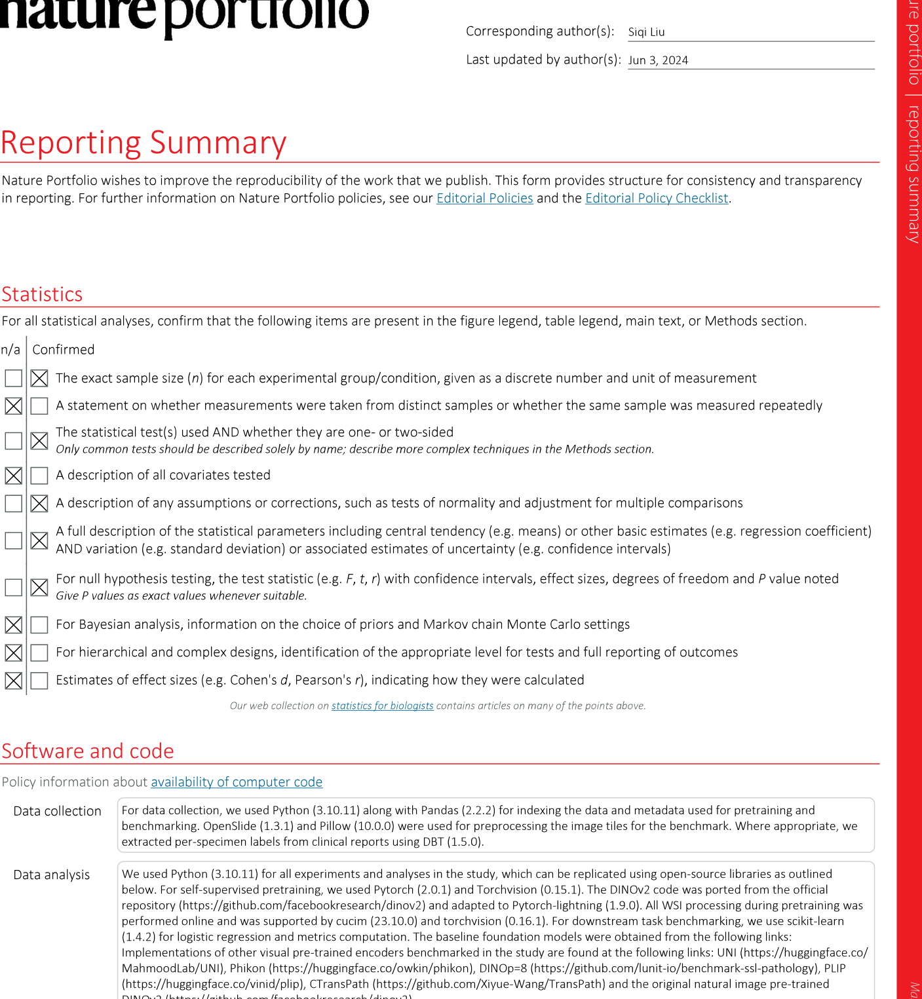 nature portfolio
Corresponding author(s): Siqi Liu
Last updated by author(s): Jun 3, 2024
Reporting Summary
Nature Portfolio wishes to improve the reproducibility of the work that we publish. This form provides structure for consistency and transparency
in reporting. For further information on Nature Portfolio policies, see our Editorial Policies and the Editorial Policy Checklist.
Statistics
For all statistical analyses, confirm that the following items are present in the figure legend, table legend, main text, or Methods section.
n/a Confirmed
The exact sample size (n) for each experimental group/condition, given as a discrete number and unit of measurement
A statement on whether measurements were taken from distinct samples or whether the same sample was measured repeatedly
The statistical test(s) used AND whether they are one- or two-sided
Only common tests should be described solely by name; describe more complex techniques in the Methods section.
A description of all covariates tested
A description of any assumptions or corrections, such as tests of normality and adjustment for multiple comparisons
A full description of the statistical parameters including central tendency (e.g. means) or other basic estimates (e.g. regression coefficient)
AND variation (e.g. standard deviation) or associated estimates of uncertainty (e.g. confidence intervals)
For null hypothesis testing, the test statistic (e.g. F, t, r) with confidence intervals, effect sizes, degrees of freedom and P value noted
Give P values as exact values whenever suitable.
For Bayesian analysis, information on the choice of priors and Markov chain Monte Carlo settings
For hierarchical and complex designs, identification of the appropriate level for tests and full reporting of outcomes
Estimates of effect sizes (e.g. Cohen's d, Pearson's r), indicating how they were calculated
Our web collection on statistics for biologists contains articles on many of the points above.
Software and code
Policy information about availability of computer code
Data collection
For data collection, we used Python (3.10.11) along with Pandas (2.2.2) for indexing the data and metadata used for pretraining and
benchmarking. OpenSlide (1.3.1) and Pillow (10.0.0) were used for preprocessing the image tiles for the benchmark. Where appropriate, we
extracted per-specimen labels from clinical reports using DBT (1.5.0).
Data analysis
We used Python (3.10.11) for all experiments and analyses in the study, which can be replicated using open-source libraries as outlined
below. For self-supervised pretraining, we used Pytorch (2.0.1) and Torchvision (0.15.1). The DINOv2 code was ported from the official
repository (https://github.com/facebookresearch/dinov2) and adapted to Pytorch-lightning (1.9.0). All WSI processing during pretraining was
performed online and was supported by cucim (23.10.0) and torchvision (0.16.1). For downstream task benchmarking, we use scikit-learn
(1.4.2) for logistic regression and metrics computation. The baseline foundation models were obtained from the following links:
Implementations of other visual pre-trained encoders benchmarked in the study are found at the following links: UNI (https://huggingface.co/
MahmoodLab/UNI), Phikon (https://huggingface.co/owkin/phikon), DINOp=8 (https://github.com/lunit-io/benchmark-ssl-pathology), PLIP
(https://huggingface.co/vinid/plip), CTransPath (https://github.com/Xiyue-Wang/TransPath) and the original natural image pre-trained
DINOv2 (https://github.com/facebookresearch/dinov2)
portfolio | reporting summary